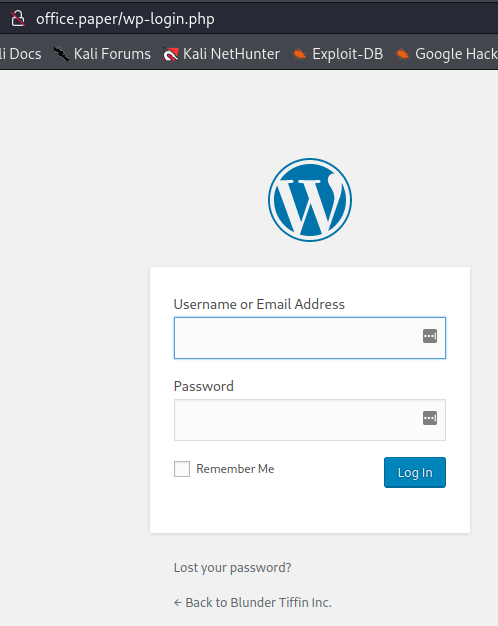 office.paper/wp-login.php
li Docs Kali Forums Kali NetHunter Exploit-DB Google Hack
Username or Email Address
Password
Remember Me Log In
Lost your password?
← Back to Blunder Tiffin Inc.